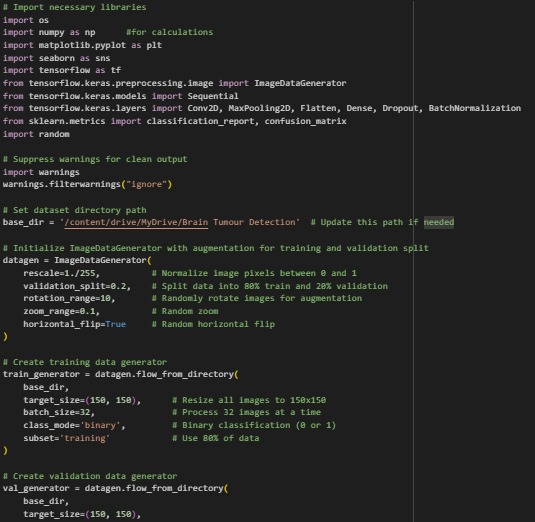 # Import necessary libraries
import os
import numpy as np      #for calculations
import matplotlib.pyplot as plt
import seaborn as sns
import tensorflow as tf
from tensorflow.keras.preprocessing.image import ImageDataGenerator
from tensorflow.keras.models import Sequential
from tensorflow.keras.layers import Conv2D, MaxPooling2D, Flatten, Dense, Dropout, BatchNormalization
from sklearn.metrics import classification_report, confusion_matrix
import random

# Suppress warnings for clean output
import warnings
warnings.filterwarnings("ignore")

# Set dataset directory path
base_dir = '/content/drive/MyDrive/Brain Tumour Detection'  # Update this path if needed

# Initialize ImageDataGenerator with augmentation for training and validation split
datagen = ImageDataGenerator(
    rescale=1./255,          # Normalize image pixels between 0 and 1
    validation_split=0.2,    # Split data into 80% train and 20% validation
    rotation_range=10,       # Randomly rotate images for augmentation
    zoom_range=0.1,          # Random zoom
    horizontal_flip=True     # Random horizontal flip
)

# Create training data generator
train_generator = datagen.flow_from_directory(
    base_dir,
    target_size=(150, 150),      # Resize all images to 150x150
    batch_size=32,               # Process 32 images at a time
    class_mode='binary',         # Binary classification (0 or 1)
    subset='training'            # Use 80% of data
)

# Create validation data generator
val_generator = datagen.flow_from_directory(
    base_dir,
    target_size=(150, 150),